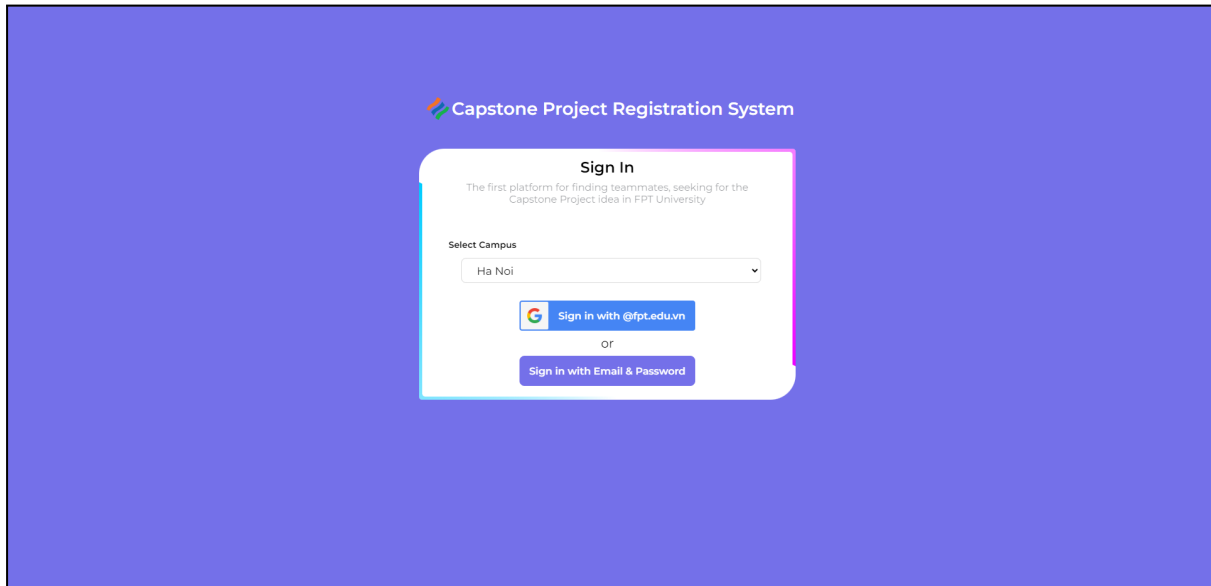 Capstone Project Registration System
Sign In
The first platform for finding teammates, seeking for the
Capstone Project idea in FPT University
Select Campus
Ha Noi
Sign in with @fpt.edu.vn
or
Sign in with Email & Password